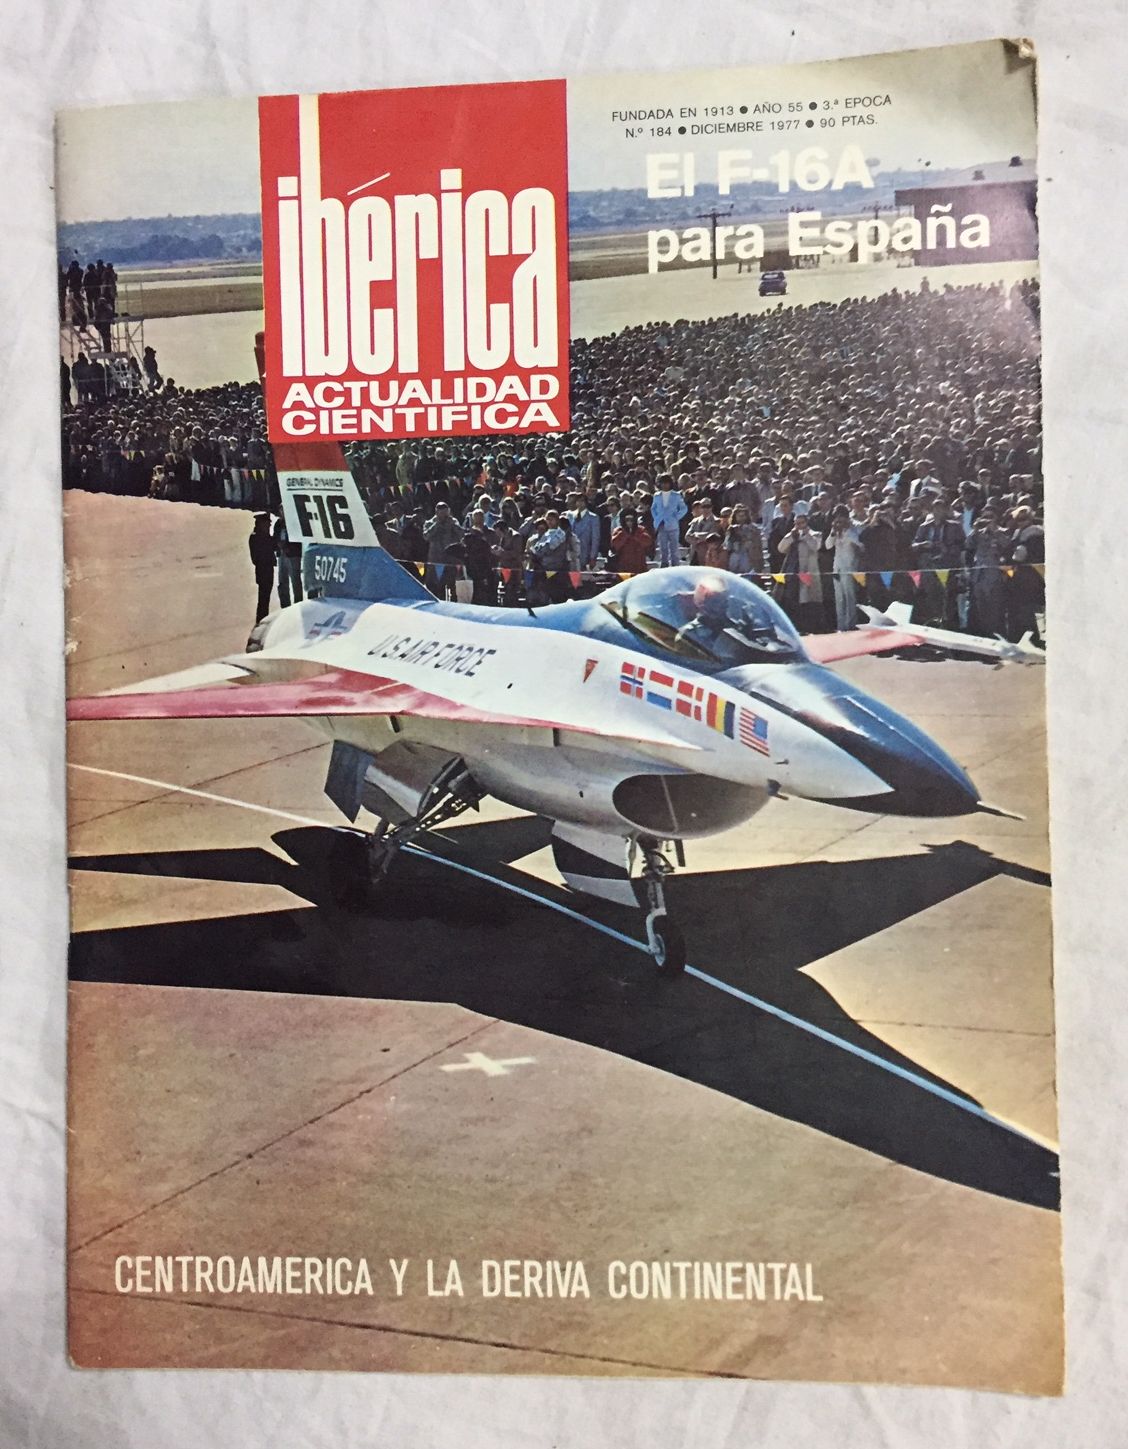 FUNDADA EN 1913 ● AÑO 55 ● 3.ª EPOCA
N.º 184 ● DICIEMBRE 1977 ● 90 PTAS.
El F-16A
para España
ibérica
ACTUALIDAD
CIENTIFICA
GENERAL DYNAMICS
F-16
50745
U.S. AIR FORCE
CENTROAMERICA Y LA DERIVA CONTINENTAL